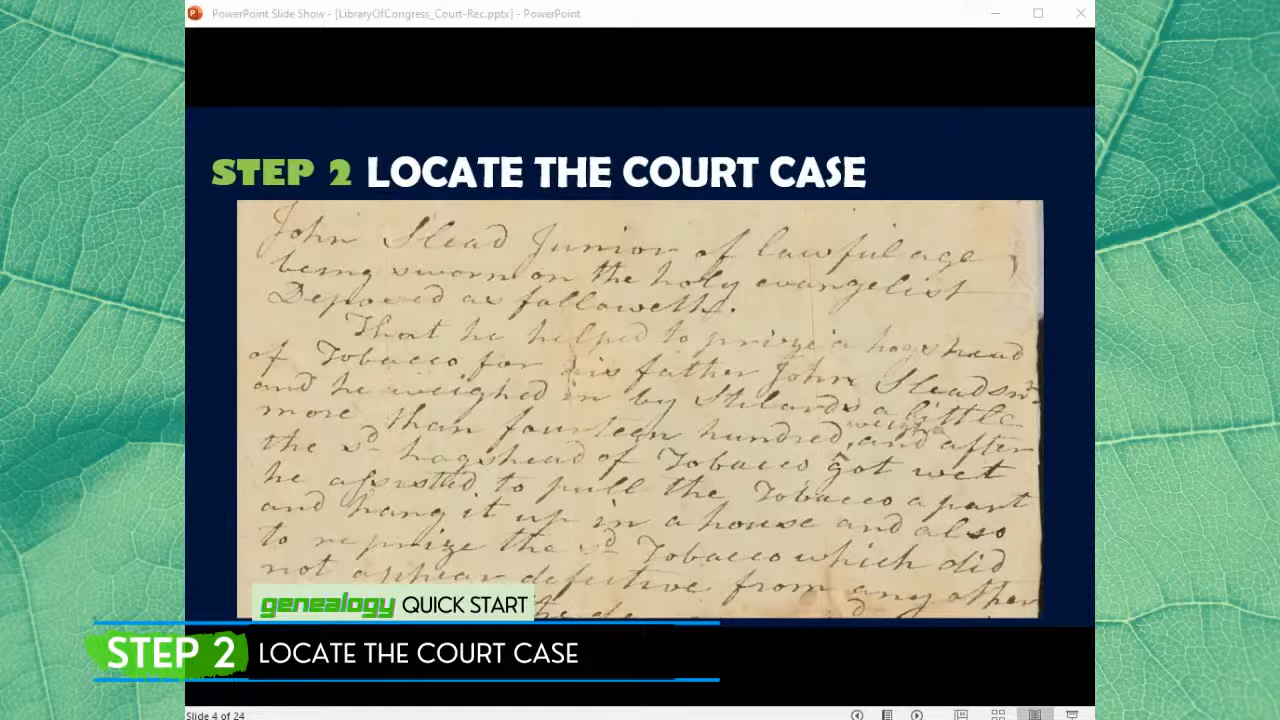 PowerPoint Slide Show - [LibraryOfCongress_Court-Rec.pptx] - PowerPoint
STEP 2 LOCATE THE COURT CASE
John Slead Junior of lawful age
being sworn on the holy evangelist
Deposed as followeth.
That he helped to prize a hogshead
of Tobacco for his father John Slead snr
and he weighed in by Stilards a little
more than fourteen hundred weight and after
the sd hogshead of Tobacco got wet
he assisted to pull the Tobacco a part
and hang it up in a house and also
to reprize the sd Tobacco which did
not appear defective from any other
genealogy QUICK START
STEP 2 LOCATE THE COURT CASE
Slide 4 of 24